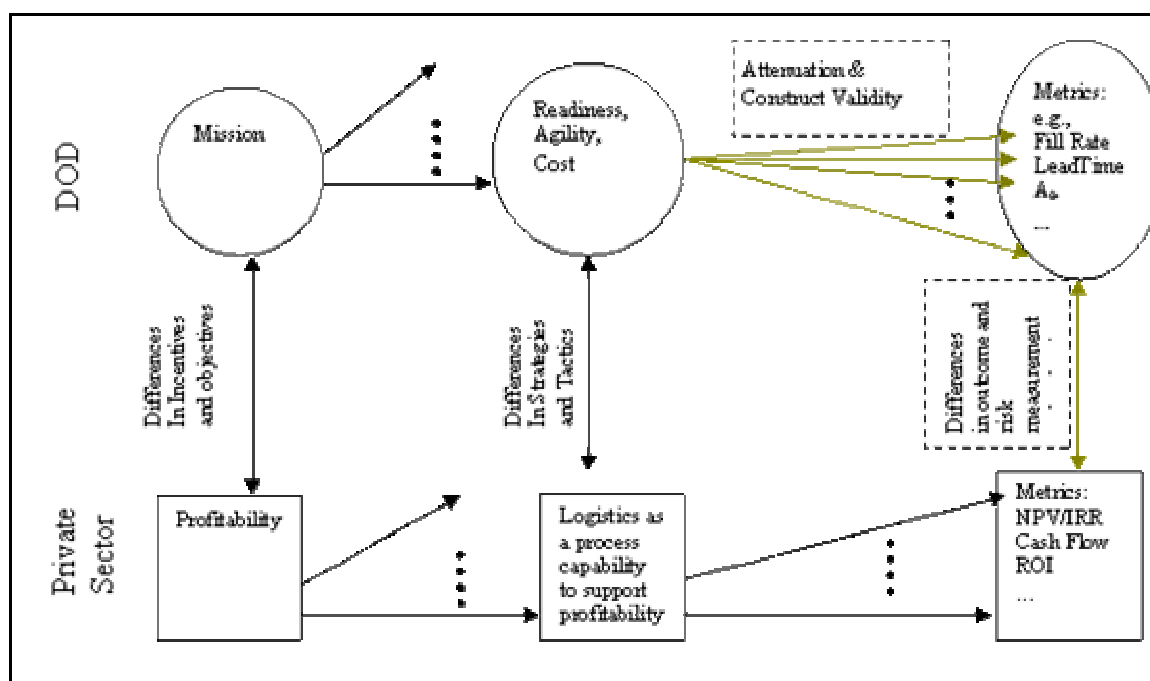 DOD
Mission
Readiness,
Agility,
Cost
Attenuation &
Construct Validity
Metrics:
e.g.,
Fill Rate
LeadTime
Ao
...
Differences
In Incentives
and objectives
Differences
In Strategies
and Tactics
Differences
in outcome and
risk
measurement
Private
Sector
Profitability
Logistics as
a process
capability
to support
profitability
Metrics:
NPV/IRR
Cash Flow
ROI
...